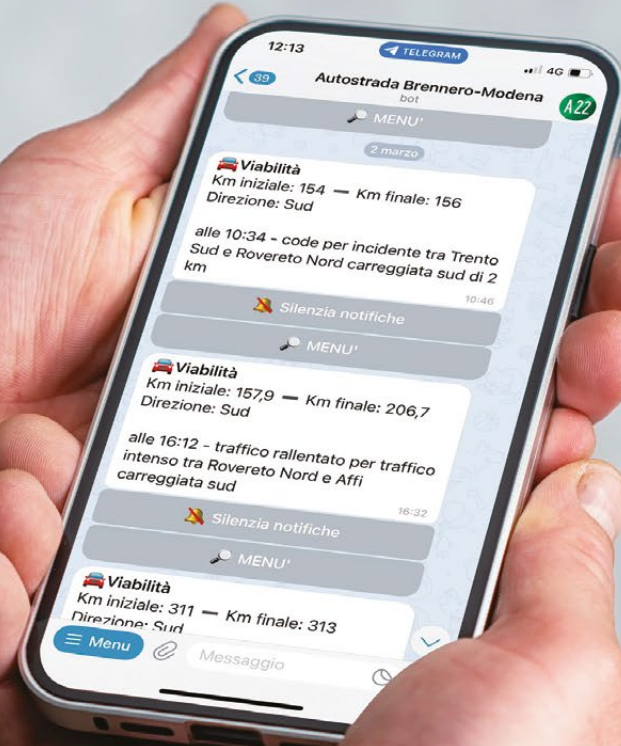 12:13
TELEGRAM
4G
39
Autostrada Brennero-Modena
bot
A22
MENU'
2 marzo
Viabilità
Km iniziale: 154 — Km finale: 156
Direzione: Sud
alle 10:34 - code per incidente tra Trento
Sud e Rovereto Nord carreggiata sud di 2
km
10:46
Silenzia notifiche
MENU'
Viabilità
Km iniziale: 157,9 — Km finale: 206,7
Direzione: Sud
alle 16:12 - traffico rallentato per traffico
intenso tra Rovereto Nord e Affi
carreggiata sud
16:32
Silenzia notifiche
MENU'
Viabilità
Km iniziale: 311 — Km finale: 313
Direzione: Sud
Menu
Messaggio